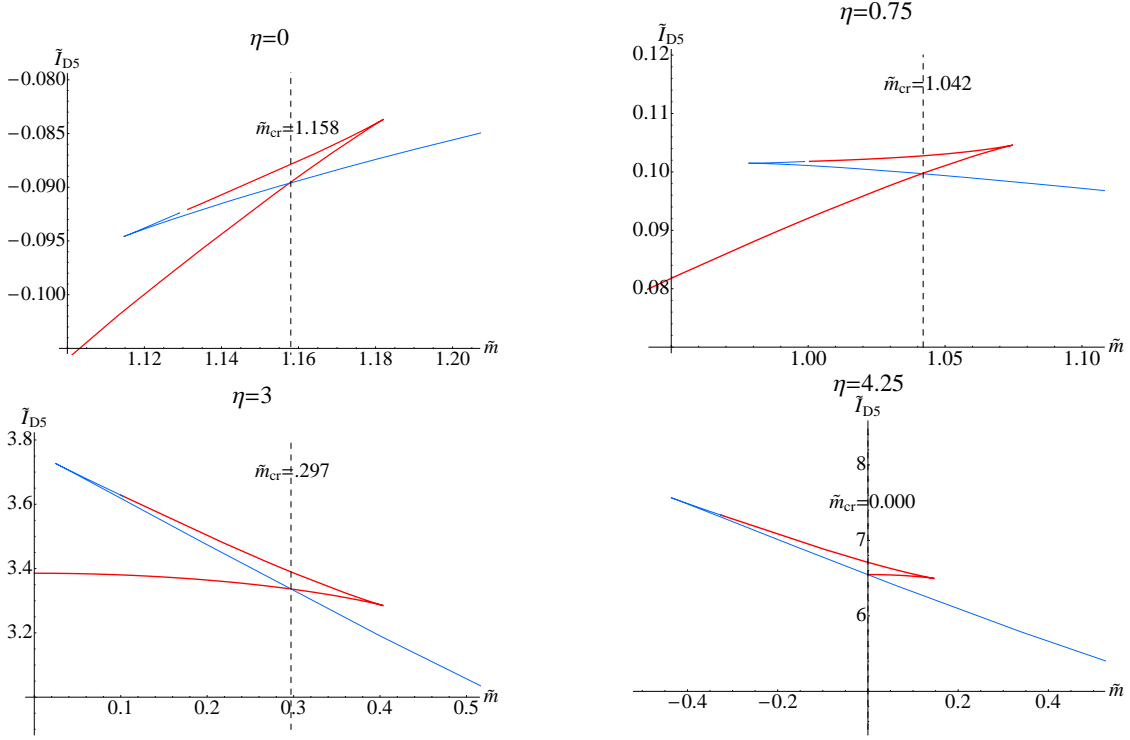 η=0
Ĩ_D5
−0.080
−0.085
−0.090
−0.095
−0.100
m̃_cr=1.158
1.12 1.14 1.16 1.18 1.20 m̃
η=0.75
Ĩ_D5
0.12
0.11
0.10
0.09
0.08
m̃_cr=1.042
1.00 1.05 1.10 m̃
η=3
Ĩ_D5
3.8
3.6
3.4
3.2
m̃_cr=.297
0.1 0.2 0.3 0.4 0.5 m̃
η=4.25
Ĩ_D5
8
m̃_cr=0.000
7
6
−0.4 −0.2 0.2 0.4 m̃